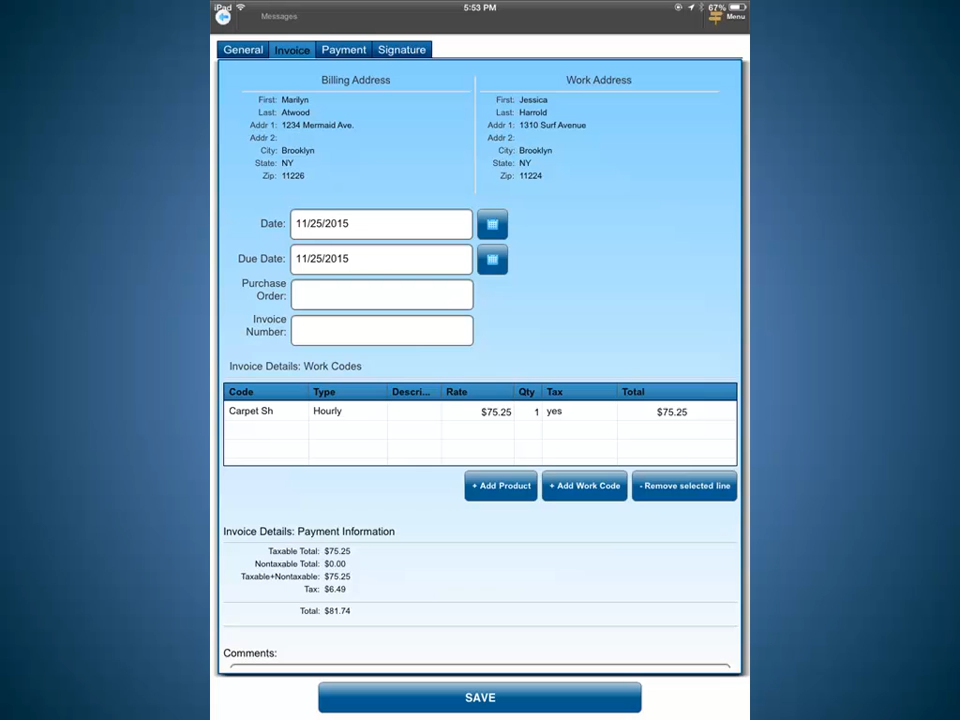 iPad 5:53 PM 67%
Messages Menu
General Invoice Payment Signature
Billing Address
First: Marilyn
Last: Atwood
Addr 1: 1234 Mermaid Ave.
Addr 2:
City: Brooklyn
State: NY
Zip: 11226
Work Address
First: Jessica
Last: Harrold
Addr 1: 1310 Surf Avenue
Addr 2:
City: Brooklyn
State: NY
Zip: 11224
Date: 11/25/2015
Due Date: 11/25/2015
Purchase
Order:
Invoice
Number:
Invoice Details: Work Codes
Code Type Descri... Rate Qty Tax Total
Carpet Sh Hourly $75.25 1 yes $75.25
+ Add Product + Add Work Code - Remove selected line
Invoice Details: Payment Information
Taxable Total: $75.25
Nontaxable Total: $0.00
Taxable+Nontaxable: $75.25
Tax: $6.49
Total: $81.74
Comments:
SAVE